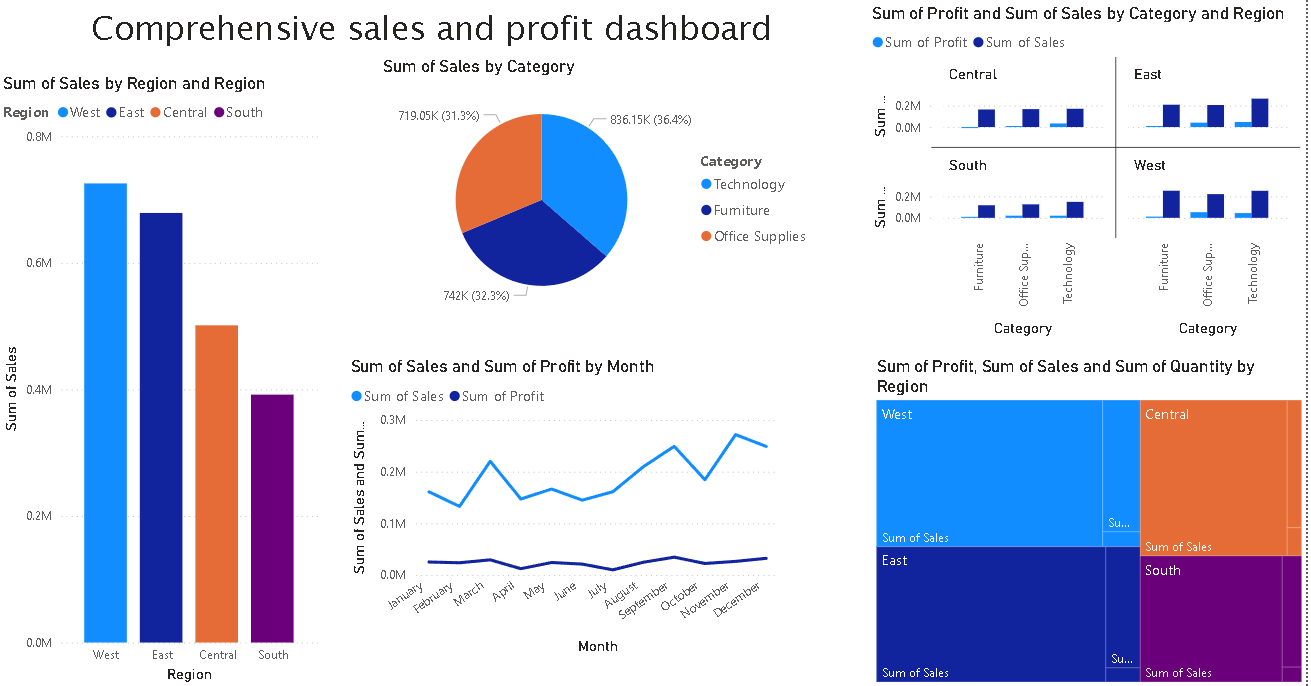 Comprehensive sales and profit dashboard
Sum of Sales by Region and Region
Region West East Central South
0.8M
0.6M
0.4M
0.2M
0.0M
Sum of Sales
West East Central South
Region
Sum of Sales by Category
719.05K (31.3%)
836.15K (36.4%)
742K (32.3%)
Category
Technology
Furniture
Office Supplies
Sum of Sales and Sum of Profit by Month
Sum of Sales Sum of Profit
0.3M
0.2M
0.1M
0.0M
Sum of Sales and Sum...
January February March April May June July August September October November December
Month
Sum of Profit and Sum of Sales by Category and Region
Sum of Profit Sum of Sales
Central
East
Sum ...
0.2M
0.0M
South
West
Sum ...
0.2M
0.0M
Furniture Office Sup... Technology
Furniture Office Sup... Technology
Category
Category
Sum of Profit, Sum of Sales and Sum of Quantity by
Region
West
Su...
Sum of Sales
East
Su...
Sum of Sales
Central
Sum of Sales
South
Sum of Sales